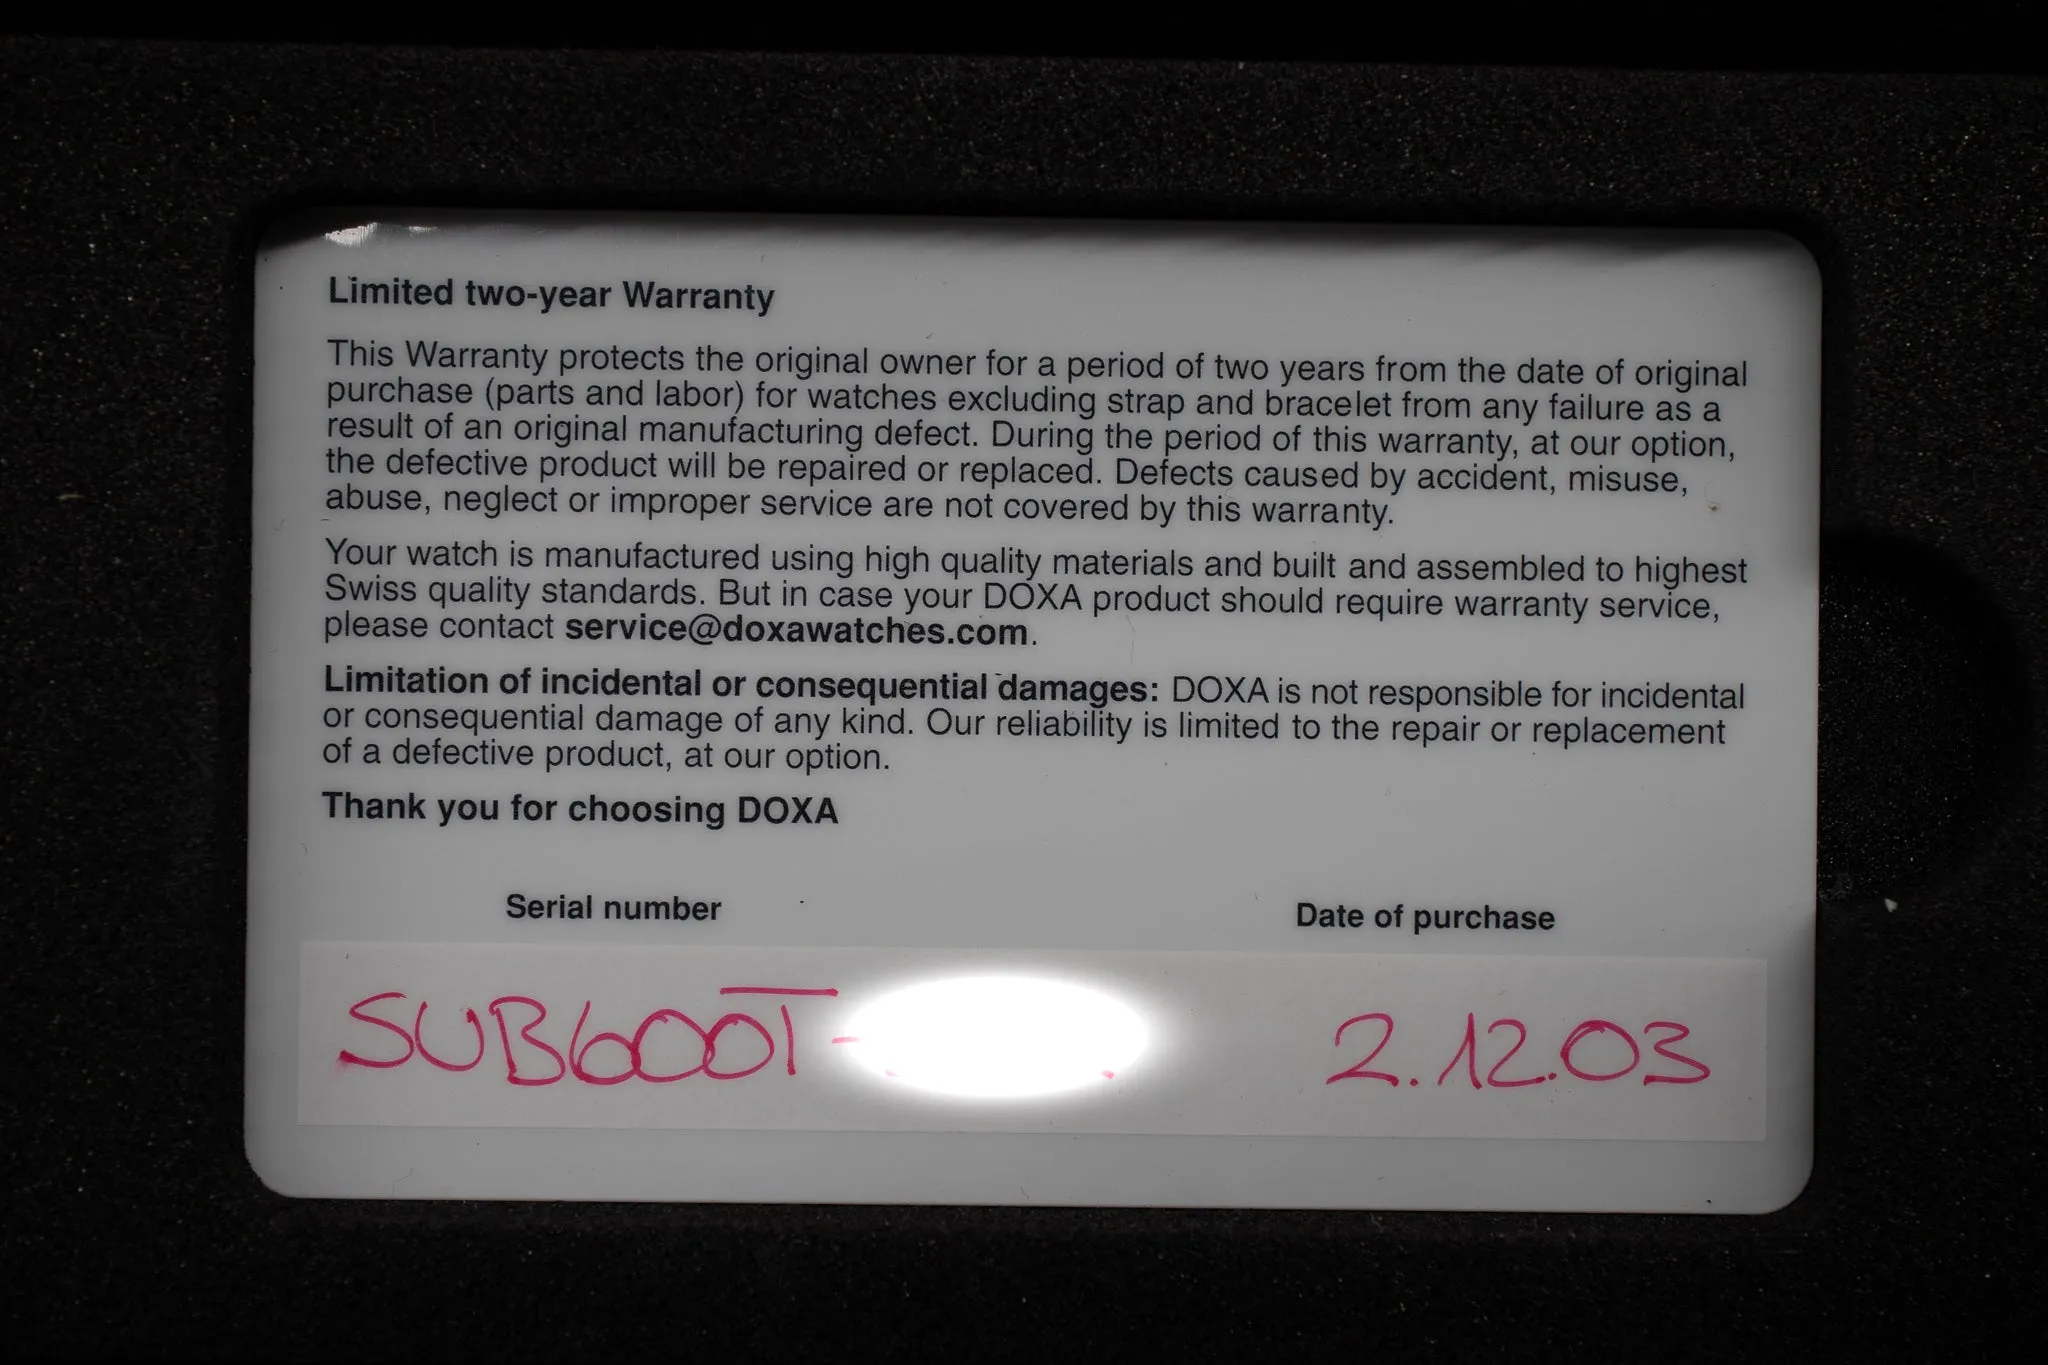 Limited two-year Warranty
This Warranty protects the original owner for a period of two years from the date of original
purchase (parts and labor) for watches excluding strap and bracelet from any failure as a
result of an original manufacturing defect. During the period of this warranty, at our option,
the defective product will be repaired or replaced. Defects caused by accident, misuse,
abuse, neglect or improper service are not covered by this warranty.
Your watch is manufactured using high quality materials and built and assembled to highest
Swiss quality standards. But in case your DOXA product should require warranty service,
please contact service@doxawatches.com.
Limitation of incidental or consequential damages: DOXA is not responsible for incidental
or consequential damage of any kind. Our reliability is limited to the repair or replacement
of a defective product, at our option.
Thank you for choosing DOXA
Serial number Date of purchase
SUB600T- 2.12.03